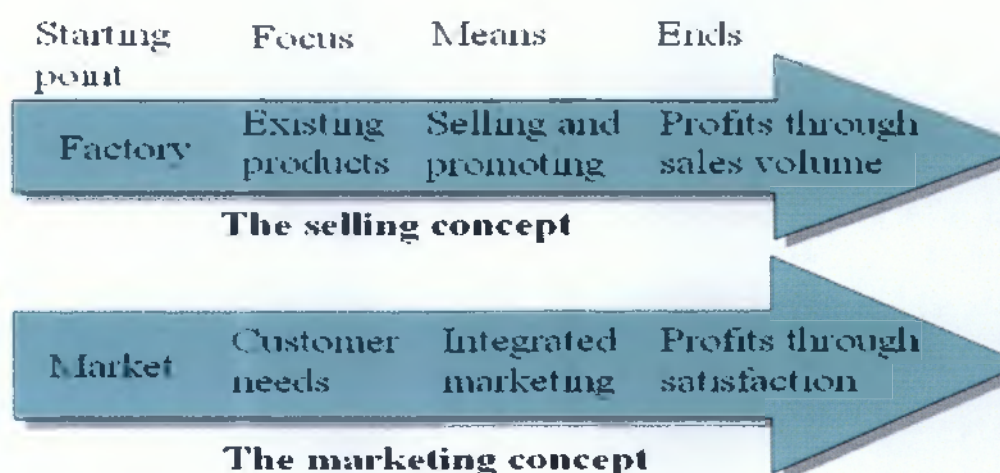 Starting point
Focus
Means
Ends
Factory
Existing products
Selling and promoting
Profits through sales volume
The selling concept
Market
Customer needs
Integrated marketing
Profits through satisfaction
The marketing concept